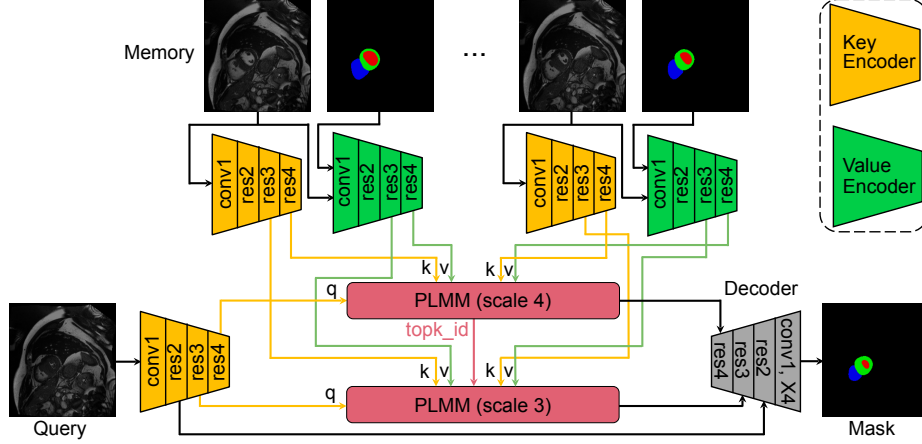 Memory
...
Key
Encoder
Value
Encoder
conv1
res2
res3
res4
conv1
res2
res3
res4
conv1
res2
res3
res4
conv1
res2
res3
res4
k v
k v
q
PLMM (scale 4)
Decoder
topk_id
conv1
res2
res3
res4
res4
res3
res2
conv1, X4
k v
k v
q
PLMM (scale 3)
Query
Mask